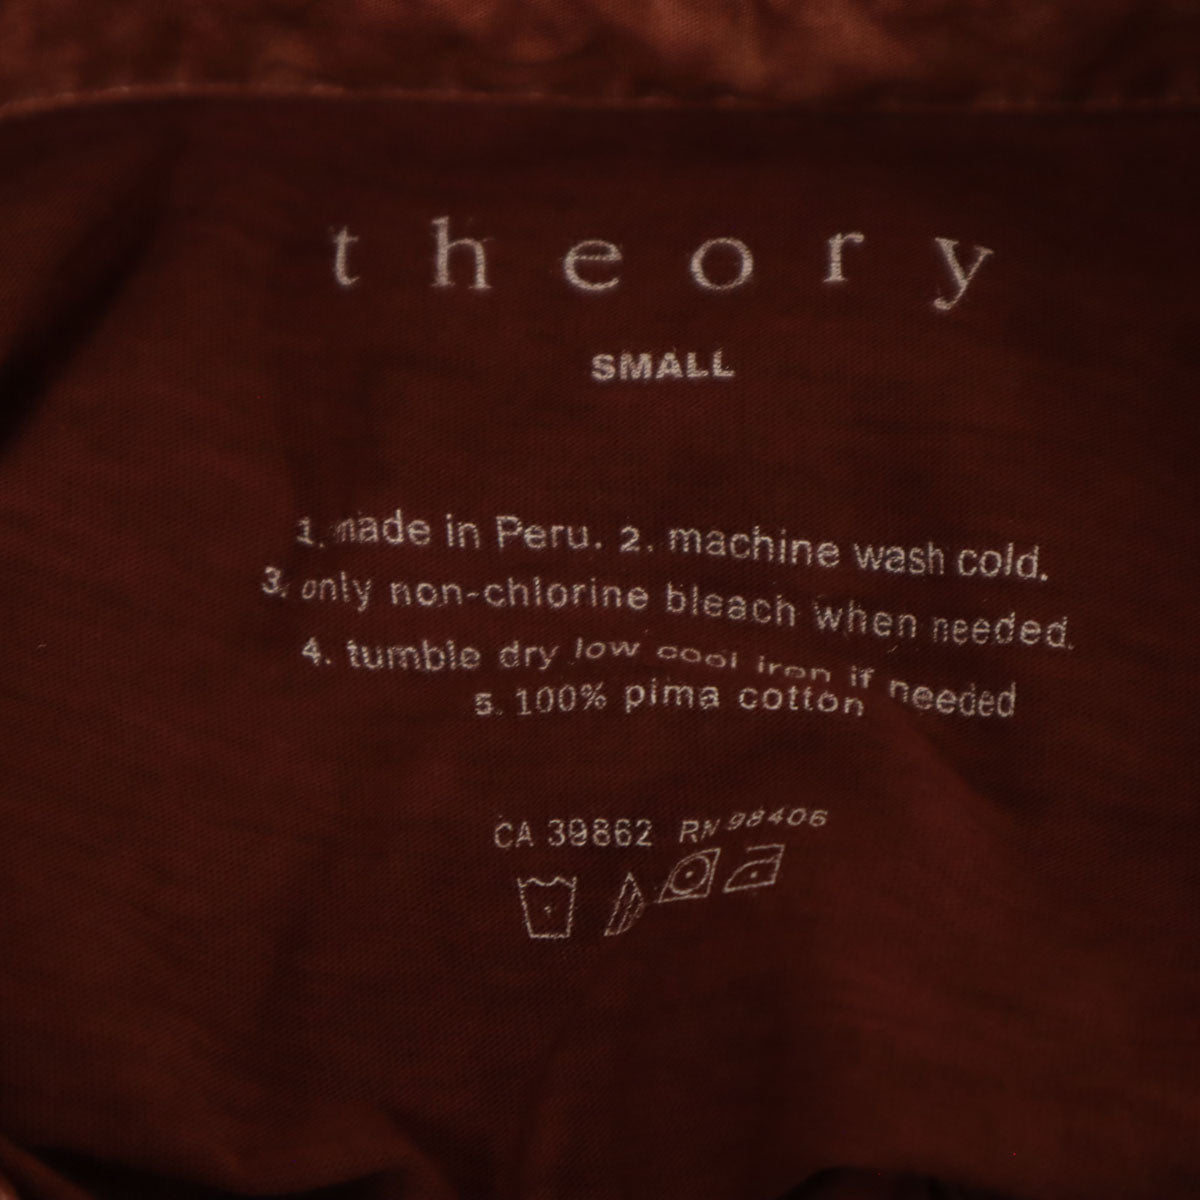 theory
SMALL
1. made in Peru. 2. machine wash cold.
3. only non-chlorine bleach when needed.
4. tumble dry low cool iron if needed
5. 100% pima cotton
CA 39862 RN 98406